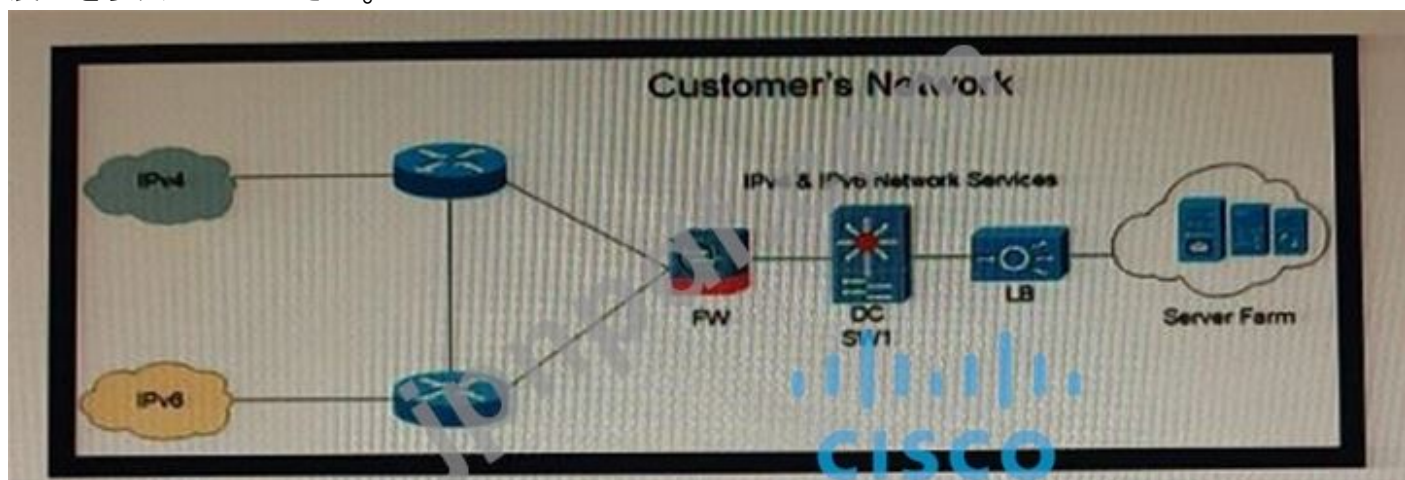 Customer's Network
IPv4
IPv4 & IPv6 Network Services
FW
DC
SW1
LB
Server Farm
IPv6
CISCO